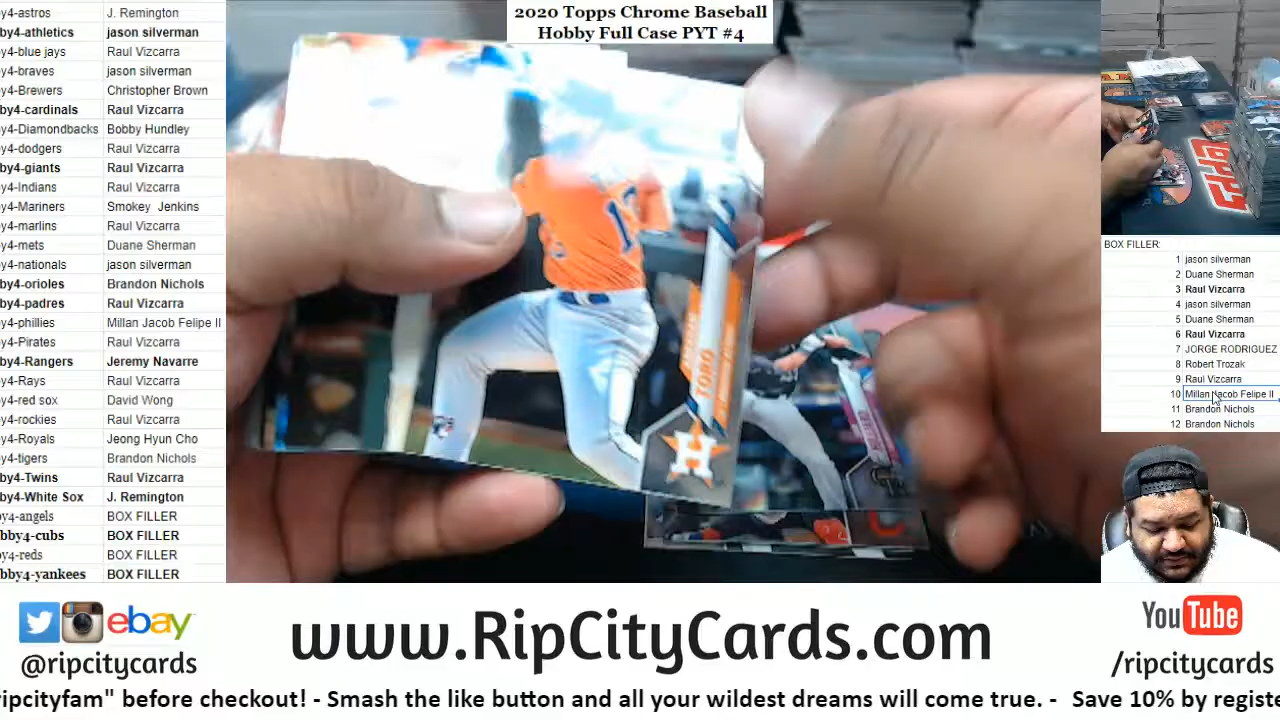 2020 Topps Chrome Baseball
Hobby Full Case PYT #4
y4-astros J. Remington
by4-athletics jason silverman
y4-blue jays Raul Vizcarra
y4-braves jason silverman
y4-Brewers Christopher Brown
by4-cardinals Raul Vizcarra
y4-Diamondbacks Bobby Hundley
y4-dodgers Raul Vizcarra
by4-giants Raul Vizcarra
y4-Indians Raul Vizcarra
y4-Mariners Smokey Jenkins
y4-marlins Raul Vizcarra
y4-mets Duane Sherman
y4-nationals jason silverman
by4-orioles Brandon Nichols
by4-padres Raul Vizcarra
y4-phillies Millan Jacob Felipe II
y4-Pirates Raul Vizcarra
by4-Rangers Jeremy Navarre
y4-Rays Raul Vizcarra
y4-red sox David Wong
y4-rockies Raul Vizcarra
y4-Royals Jeong Hyun Cho
y4-tigers Brandon Nichols
by4-Twins Raul Vizcarra
by4-White Sox J. Remington
by4-angels BOX FILLER
bby4-cubs BOX FILLER
by4-reds BOX FILLER
bby4-yankees BOX FILLER
TORO
H
topps
BOX FILLER:
1 jason silverman
2 Duane Sherman
3 Raul Vizcarra
4 jason silverman
5 Duane Sherman
6 Raul Vizcarra
7 JORGE RODRIGUEZ
8 Robert Trozak
9 Raul Vizcarra
10 Millan Jacob Felipe II
11 Brandon Nichols
12 Brandon Nichols
ebay
@ripcitycards
www.RipCityCards.com
YouTube
/ripcitycards
ripcityfam" before checkout! - Smash the like button and all your wildest dreams will come true. - Save 10% by registe